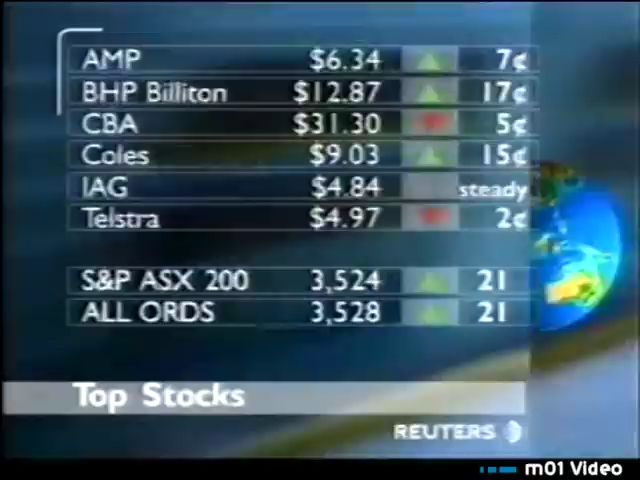 AMP $6.34 7¢
BHP Billiton $12.87 17¢
CBA $31.30 5¢
Coles $9.03 15¢
IAG $4.84 steady
Telstra $4.97 2¢
S&P ASX 200 3,524 21
ALL ORDS 3,528 21
Top Stocks
REUTERS
m01 Video